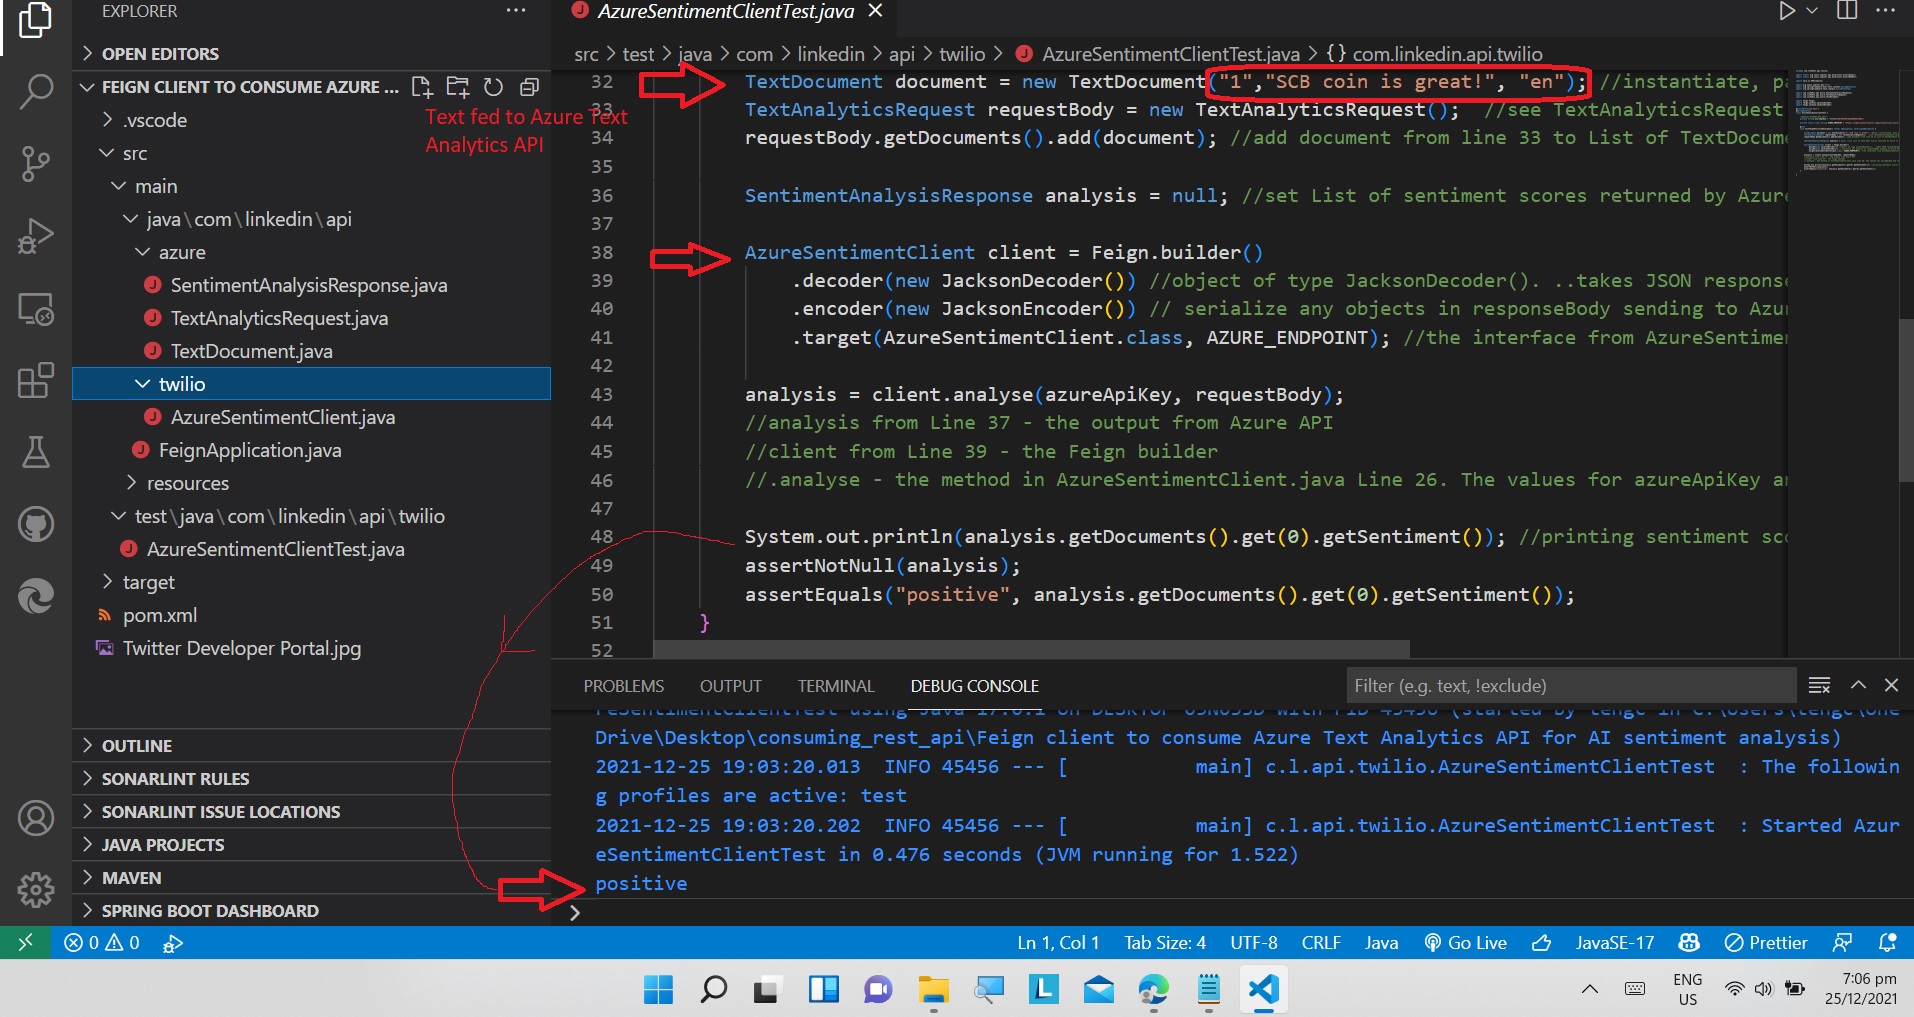 EXPLORER
OPEN EDITORS
FEIGN CLIENT TO CONSUME AZURE ...
.vscode
src
main
java\com\linkedin\api
azure
SentimentAnalysisResponse.java
TextAnalyticsRequest.java
TextDocument.java
twilio
AzureSentimentClient.java
FeignApplication.java
resources
test\java\com\linkedin\api\twilio
AzureSentimentClientTest.java
target
pom.xml
Twitter Developer Portal.jpg
OUTLINE
SONARLINT RULES
SONARLINT ISSUE LOCATIONS
JAVA PROJECTS
MAVEN
SPRING BOOT DASHBOARD
Text fed to Azure Text
Analytics API
AzureSentimentClientTest.java
src > test > java > com > linkedin > api > twilio > AzureSentimentClientTest.java > {} com.linkedin.api.twilio
32 TextDocument document = new TextDocument("1","SCB coin is great!", "en"); //instantiate, pa
33 TextAnalyticsRequest requestBody = new TextAnalyticsRequest(); //see TextAnalyticsRequest
34 requestBody.getDocuments().add(document); //add document from line 33 to List of TextDocum
35
36 SentimentAnalysisResponse analysis = null; //set List of sentiment scores returned by Azure
37
38 AzureSentimentClient client = Feign.builder()
39 .decoder(new JacksonDecoder()) //object of type JacksonDecoder(). ..takes JSON response
40 .encoder(new JacksonEncoder()) // serialize any objects in responseBody sending to Azu
41 .target(AzureSentimentClient.class, AZURE_ENDPOINT); //the interface from AzureSentime
42
43 analysis = client.analyse(azureApiKey, requestBody);
44 //analysis from Line 37 - the output from Azure API
45 //client from Line 39 - the Feign builder
46 //.analyse - the method in AzureSentimentClient.java Line 26. The values for azureApiKey a
47
48 System.out.println(analysis.getDocuments().get(0).getSentiment()); //printing sentiment sco
49 assertNotNull(analysis);
50 assertEquals("positive", analysis.getDocuments().get(0).getSentiment());
51 }
52
PROBLEMS OUTPUT TERMINAL DEBUG CONSOLE Filter (e.g. text, !exclude)
Drive\Desktop\consuming_rest_api\Feign client to consume Azure Text Analytics API for AI sentiment analysis)
2021-12-25 19:03:20.013 INFO 45456 --- [ main] c.l.api.twilio.AzureSentimentClientTest : The followin
g profiles are active: test
2021-12-25 19:03:20.202 INFO 45456 --- [ main] c.l.api.twilio.AzureSentimentClientTest : Started Azur
eSentimentClientTest in 0.476 seconds (JVM running for 1.522)
positive
0 0 Ln 1, Col 1 Tab Size: 4 UTF-8 CRLF Java Go Live JavaSE-17 Prettier
ENG
US
7:06 pm
25/12/2021